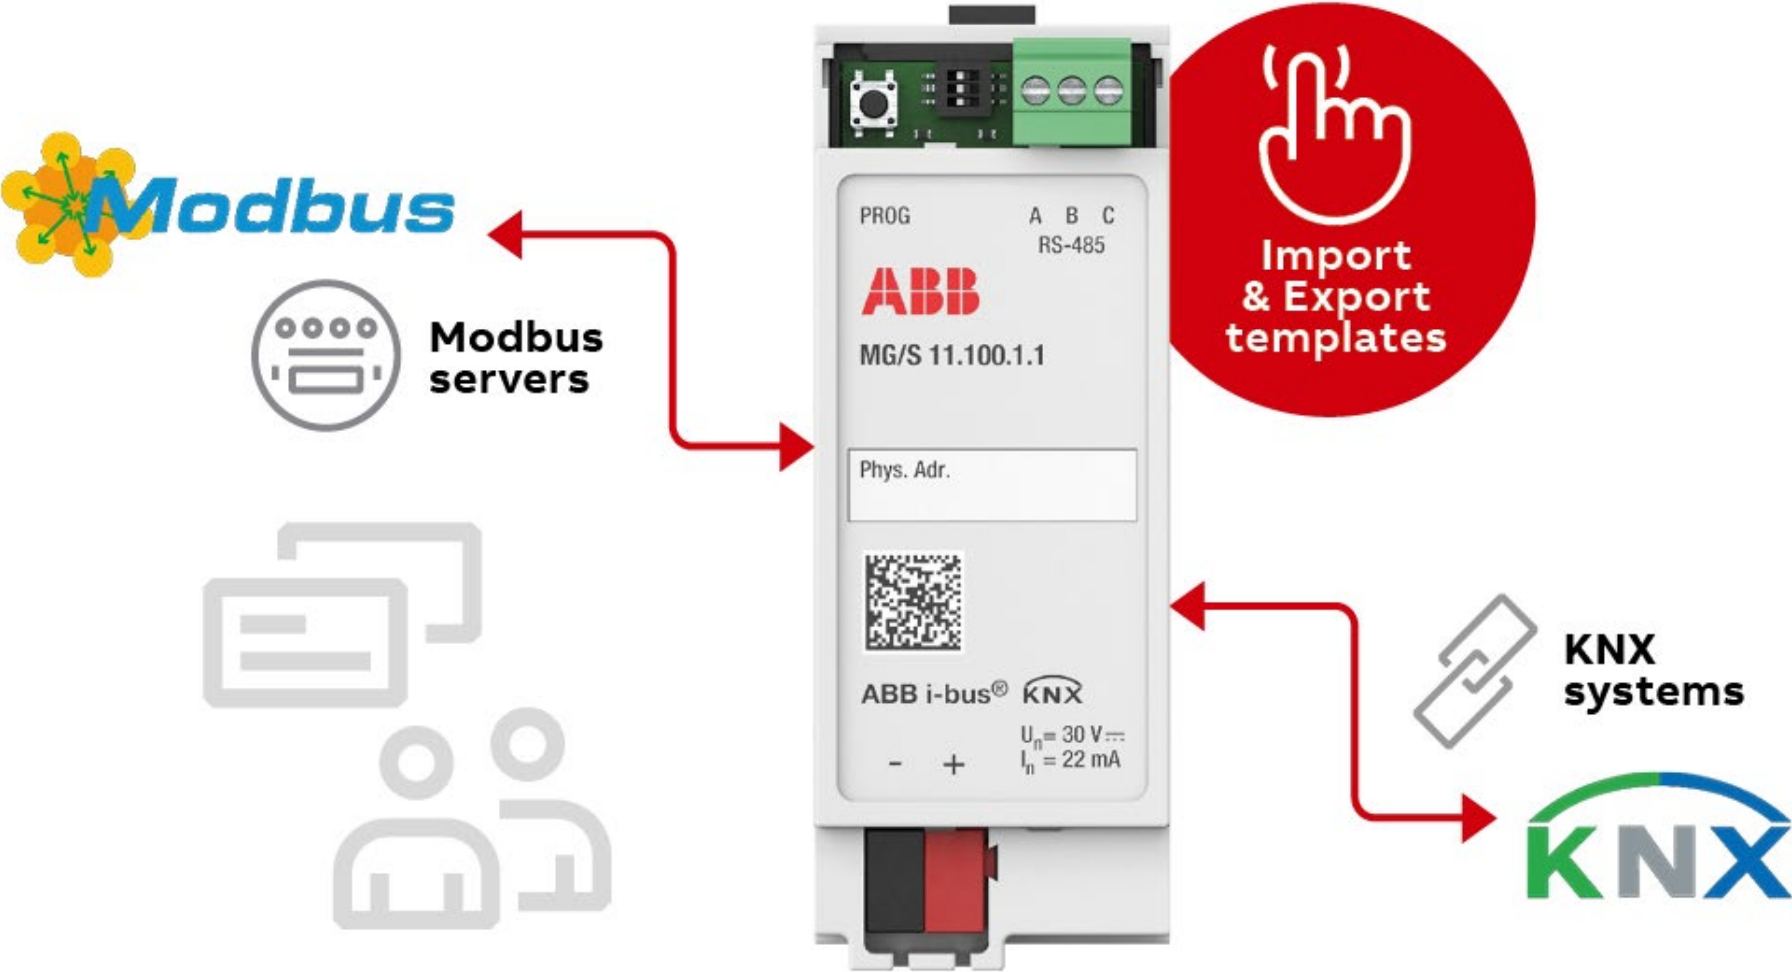 Modbus
Modbus
servers
PROG
A B C
RS-485
ABB
MG/S 11.100.1.1
Phys. Adr.
ABB i-bus® KNX
Un= 30 V⎓
In = 22 mA
- +
Import
& Export
templates
KNX
systems
KNX